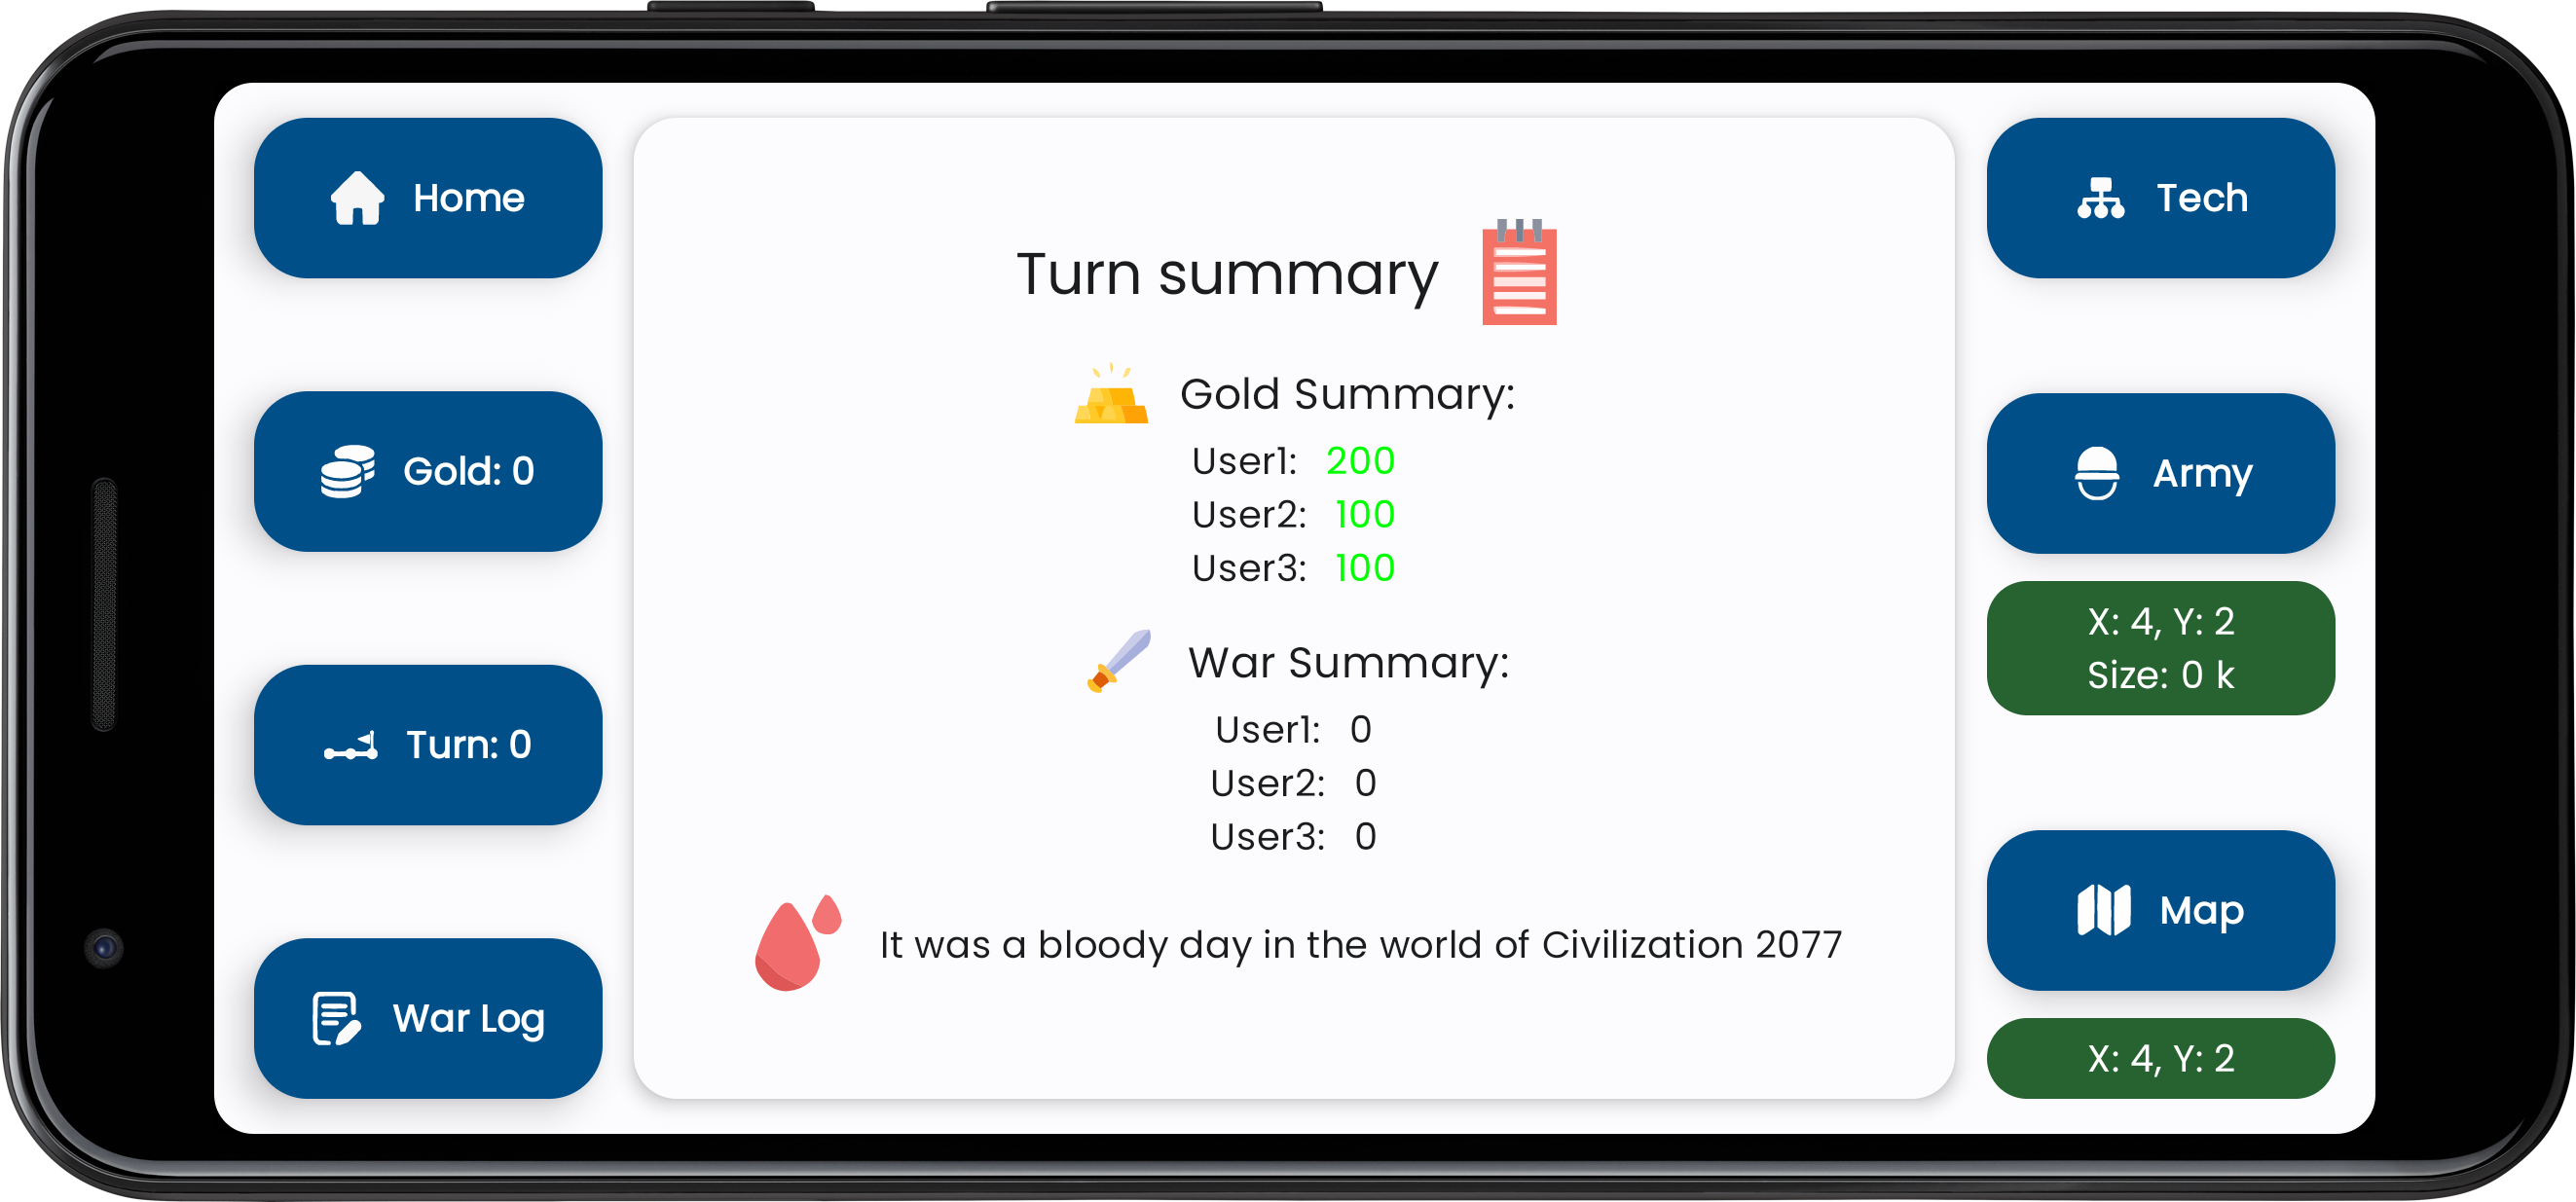 Home
Gold: 0
Turn: 0
War Log
Turn summary
Gold Summary:
User1: 200
User2: 100
User3: 100
War Summary:
User1: 0
User2: 0
User3: 0
It was a bloody day in the world of Civilization 2077
Tech
Army
X: 4, Y: 2
Size: 0 k
Map
X: 4, Y: 2